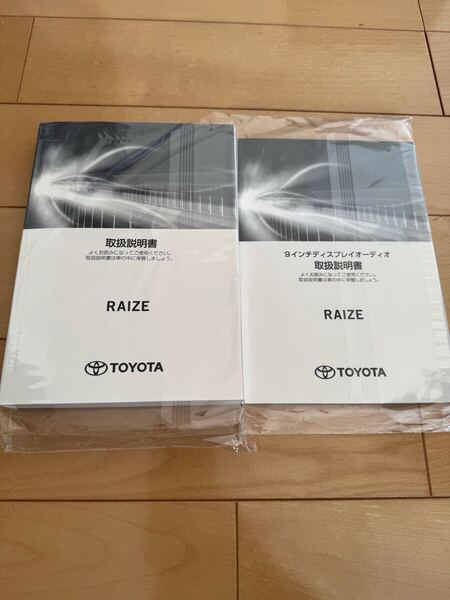 取扱説明書
よくお読みになってご使用ください。
取扱説明書は車の中に保管しましょう。
RAIZE
TOYOTA
9インチディスプレイオーディオ
取扱説明書
よくお読みになってご使用ください。
取扱説明書は車の中に保管しましょう。
RAIZE
TOYOTA